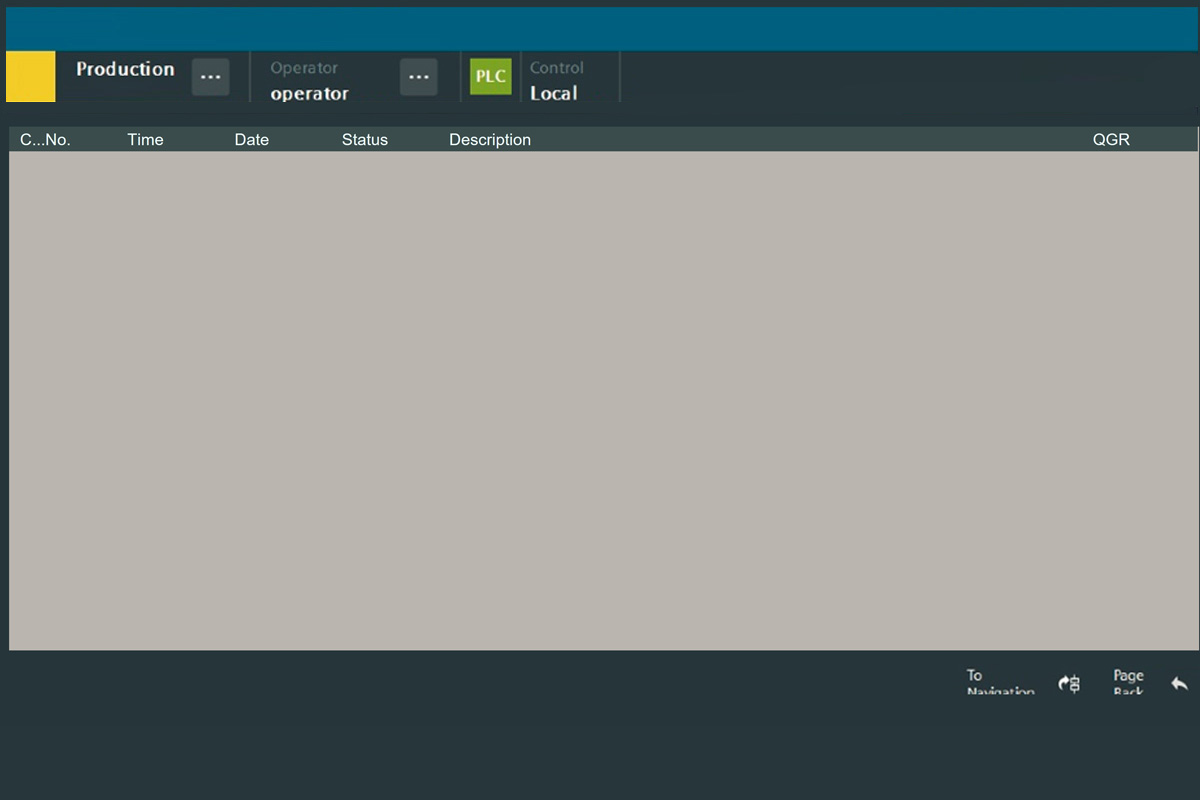 Production ...
Operator ...
operator
PLC
Control
Local
C...No. Time Date Status Description QGR
To
Navigation
Page
Back